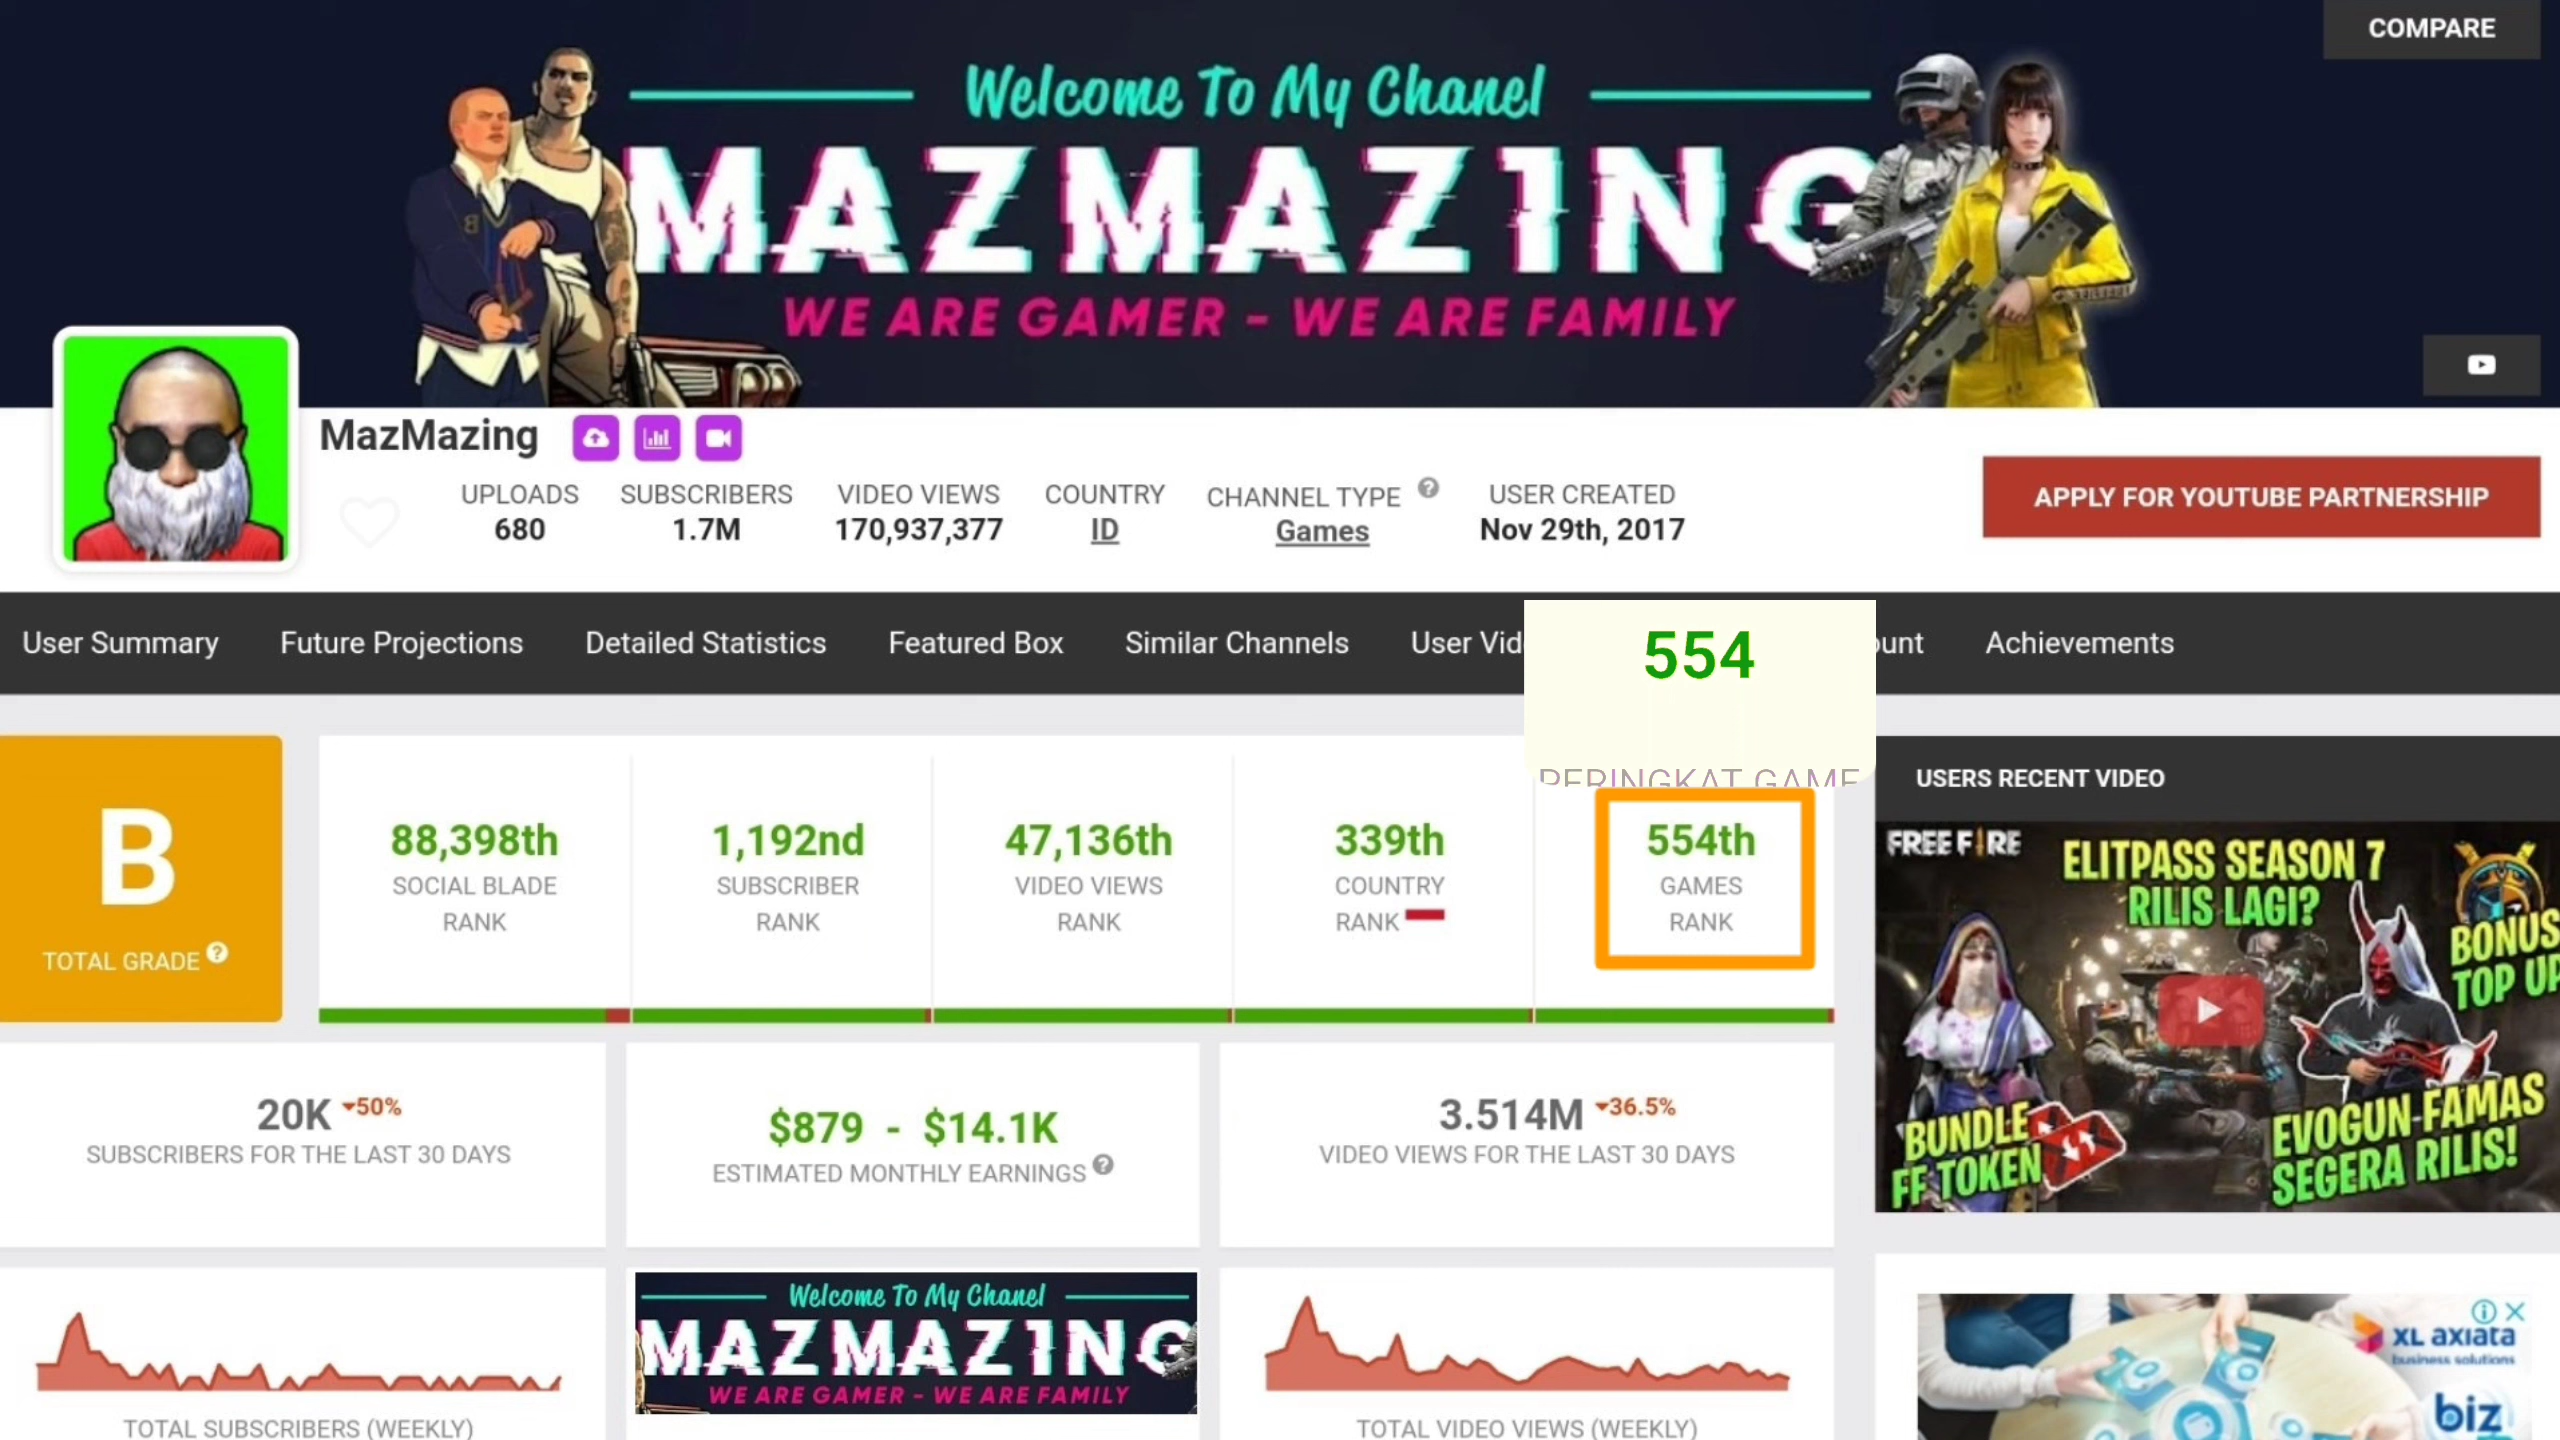 COMPARE
Welcome To My Chanel
MAZMAZ1NG
WE ARE GAMER - WE ARE FAMILY
MazMazing
UPLOADS
680
SUBSCRIBERS
1.7M
VIDEO VIEWS
170,937,377
COUNTRY
ID
CHANNEL TYPE
Games
USER CREATED
Nov 29th, 2017
APPLY FOR YOUTUBE PARTNERSHIP
User Summary Future Projections Detailed Statistics Featured Box Similar Channels User Vid ount Achievements
554
PERINGKAT GAME
B
TOTAL GRADE
88,398th
SOCIAL BLADE
RANK
1,192nd
SUBSCRIBER
RANK
47,136th
VIDEO VIEWS
RANK
339th
COUNTRY
RANK
554th
GAMES
RANK
USERS RECENT VIDEO
FREE FIRE
ELITPASS SEASON 7
RILIS LAGI?
BONUS
TOP UP
BUNDLE
FF TOKEN
EVOGUN FAMAS
SEGERA RILIS!
20K 50%
SUBSCRIBERS FOR THE LAST 30 DAYS
$879 - $14.1K
ESTIMATED MONTHLY EARNINGS
3.514M 36.5%
VIDEO VIEWS FOR THE LAST 30 DAYS
TOTAL SUBSCRIBERS (WEEKLY)
Welcome To My Chanel
MAZMAZ1NG
WE ARE GAMER - WE ARE FAMILY
TOTAL VIDEO VIEWS (WEEKLY)
XL axiata
business solutions
biz